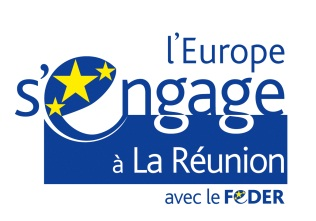 l'Europe
s'engage
à La Réunion
avec le FEDER